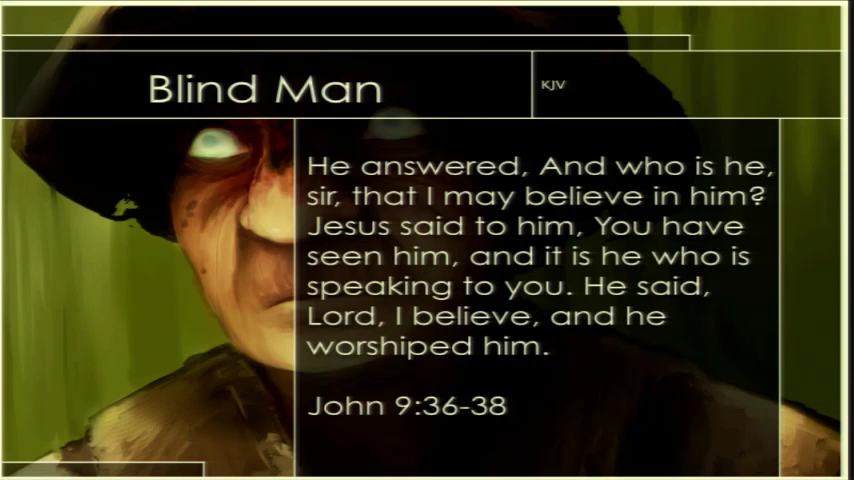 Blind Man
KJV
He answered, And who is he,
sir, that I may believe in him?
Jesus said to him, You have
seen him, and it is he who is
speaking to you. He said,
Lord, I believe, and he
worshiped him.
John 9:36-38